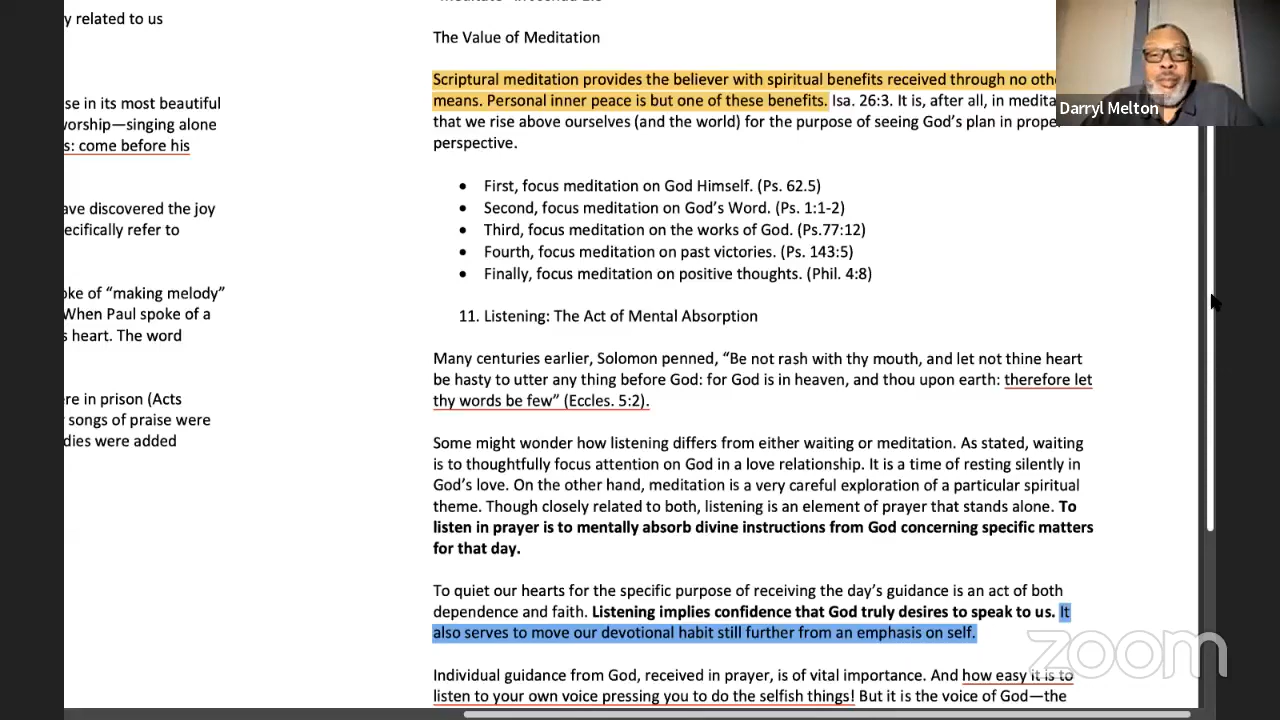 y related to us
se in its most beautiful
worship—singing alone
s: come before his
ave discovered the joy
ecifically refer to
oke of “making melody”
When Paul spoke of a
s heart. The word
ere in prison (Acts
songs of praise were
dies were added
The Value of Meditation
Scriptural meditation provides the believer with spiritual benefits received through no othe
means. Personal inner peace is but one of these benefits. Isa. 26:3. It is, after all, in medita
that we rise above ourselves (and the world) for the purpose of seeing God’s plan in proper
perspective.
• First, focus meditation on God Himself. (Ps. 62.5)
• Second, focus meditation on God’s Word. (Ps. 1:1-2)
• Third, focus meditation on the works of God. (Ps.77:12)
• Fourth, focus meditation on past victories. (Ps. 143:5)
• Finally, focus meditation on positive thoughts. (Phil. 4:8)
11. Listening: The Act of Mental Absorption
Many centuries earlier, Solomon penned, “Be not rash with thy mouth, and let not thine heart
be hasty to utter any thing before God: for God is in heaven, and thou upon earth: therefore let
thy words be few” (Eccles. 5:2).
Some might wonder how listening differs from either waiting or meditation. As stated, waiting
is to thoughtfully focus attention on God in a love relationship. It is a time of resting silently in
God’s love. On the other hand, meditation is a very careful exploration of a particular spiritual
theme. Though closely related to both, listening is an element of prayer that stands alone. To
listen in prayer is to mentally absorb divine instructions from God concerning specific matters
for that day.
To quiet our hearts for the specific purpose of receiving the day’s guidance is an act of both
dependence and faith. Listening implies confidence that God truly desires to speak to us. It
also serves to move our devotional habit still further from an emphasis on self.
Individual guidance from God, received in prayer, is of vital importance. And how easy it is to
listen to your own voice pressing you to do the selfish things! But it is the voice of God—the
Darryl Melton
zoom